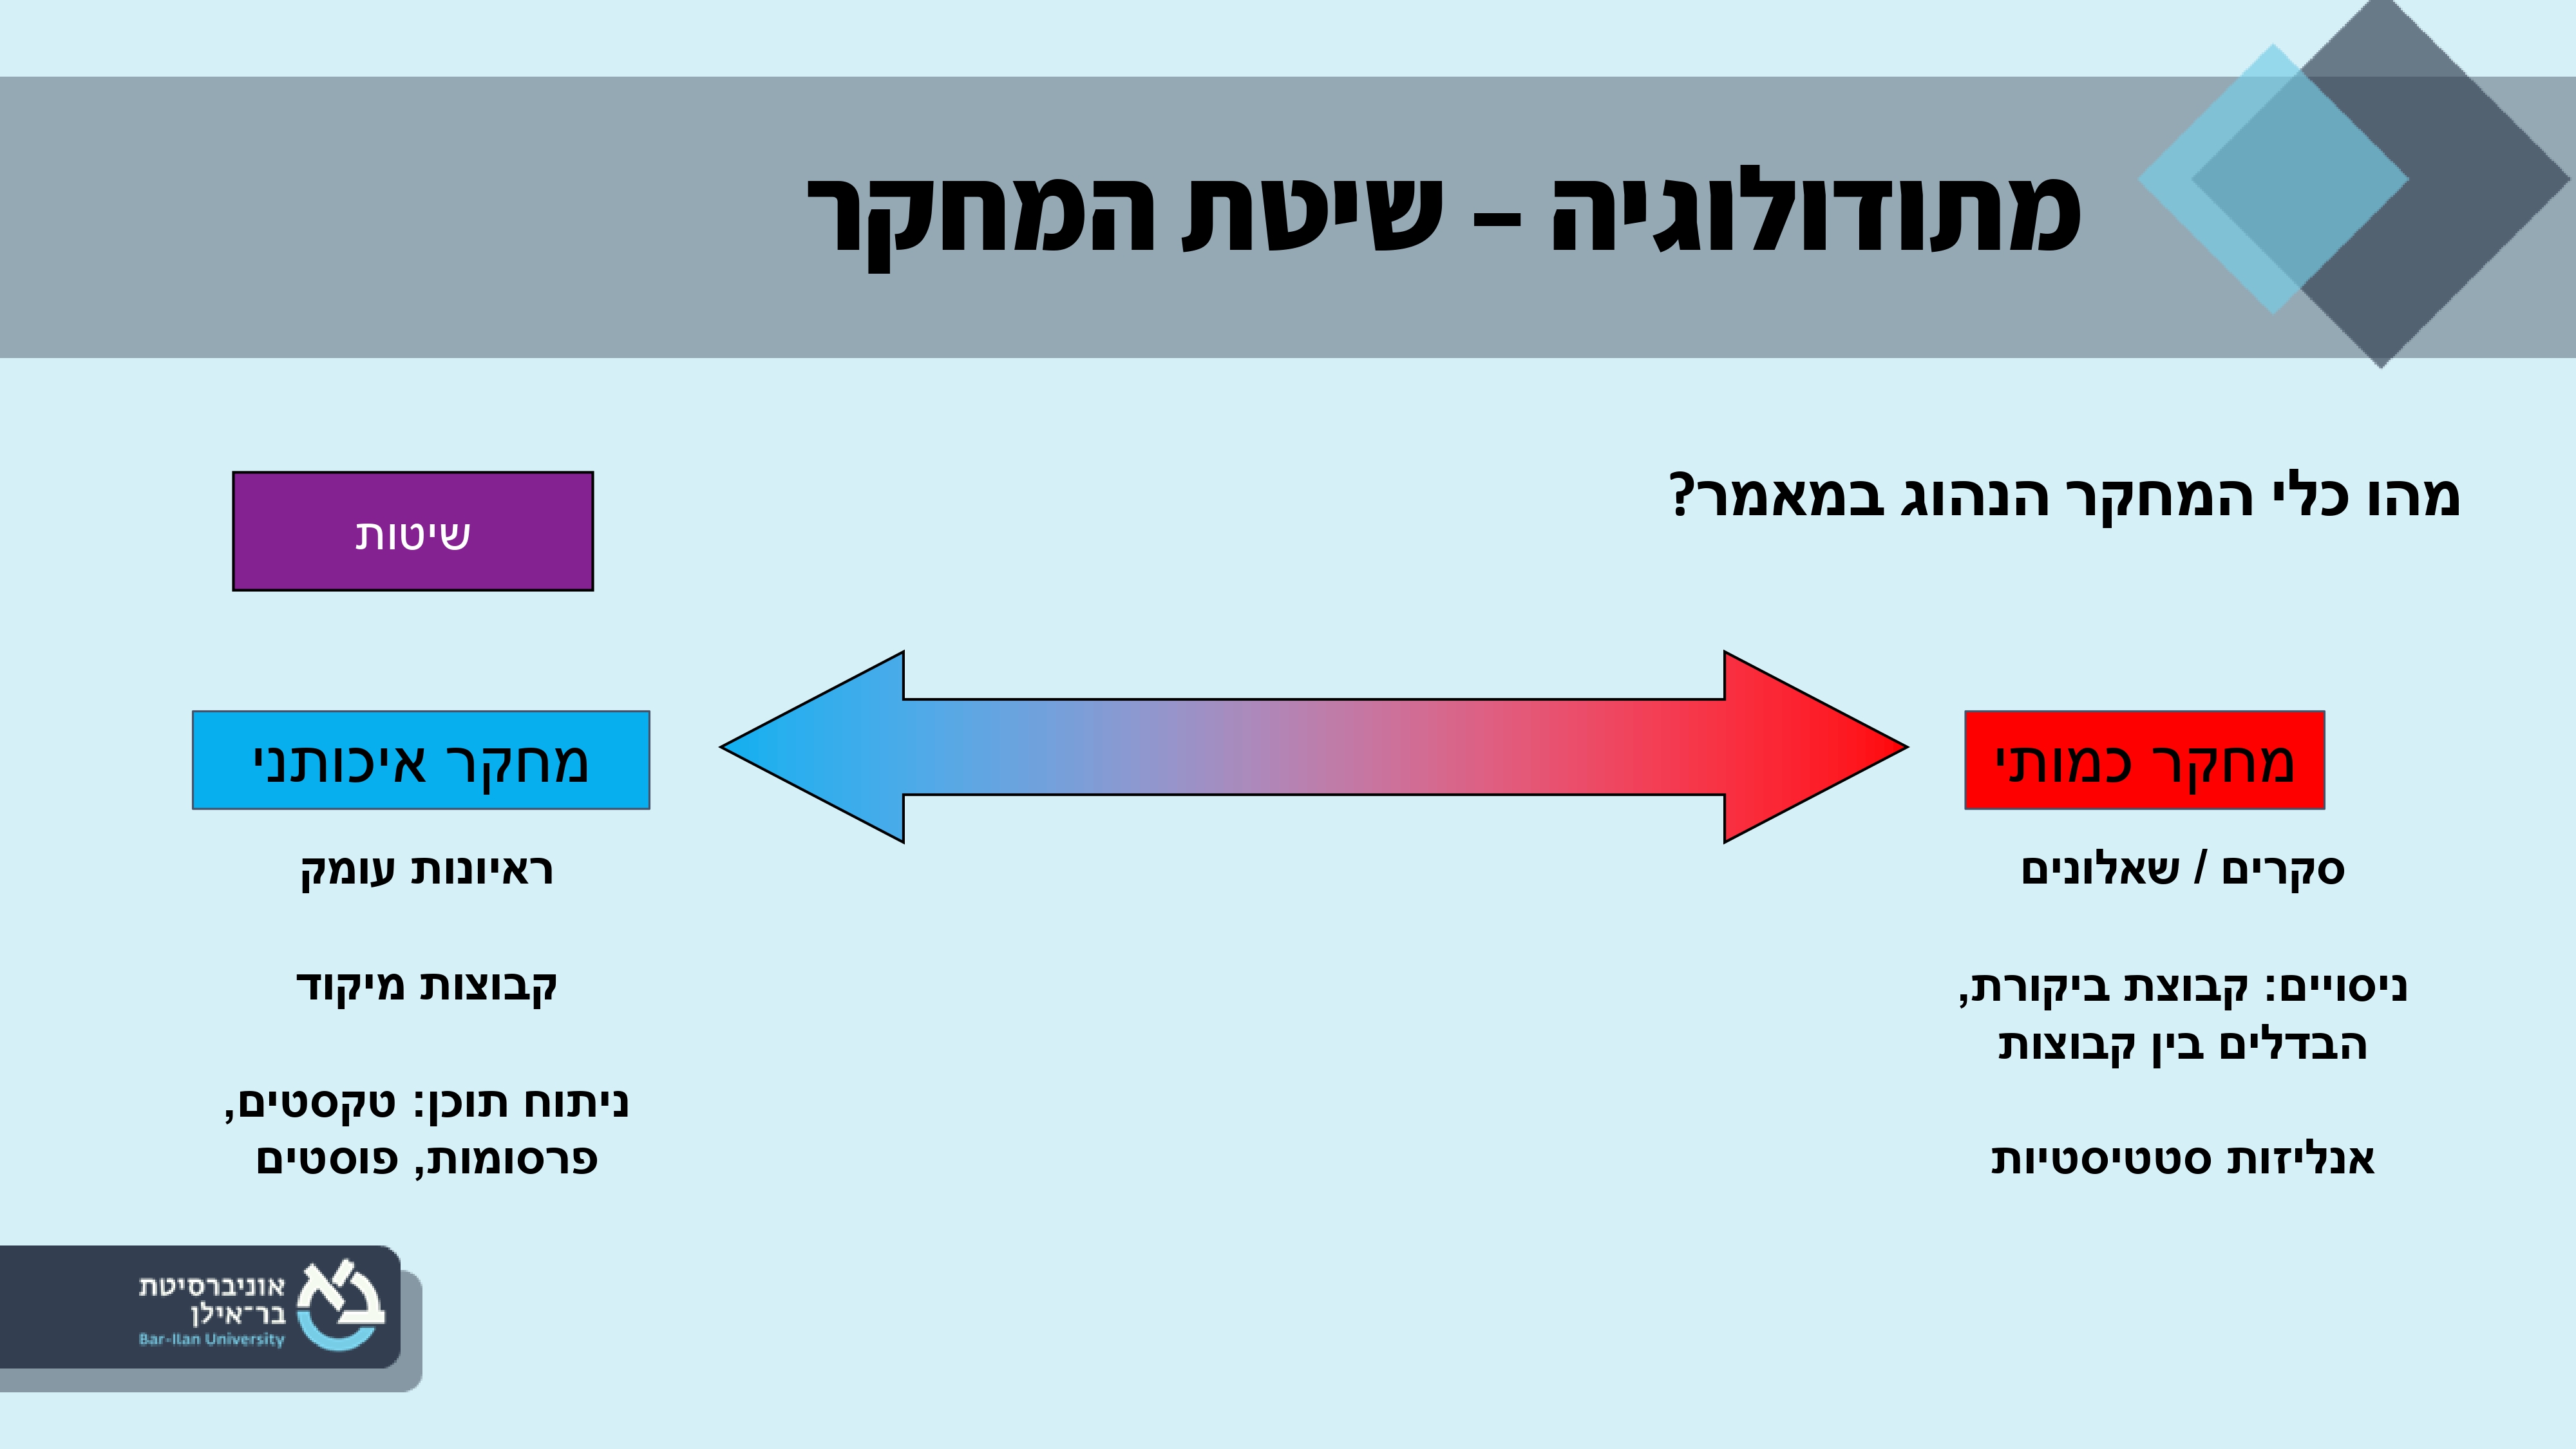 מתודולוגיה – שיטת המחקר
מהו כלי המחקר הנהוג במאמר?
שיטות
מחקר כמותי
סקרים / שאלונים
ניסויים: קבוצת ביקורת,
הבדלים בין קבוצות
אנליזות סטטיסטיות
מחקר איכותני
ראיונות עומק
קבוצות מיקוד
ניתוח תוכן: טקסטים,
פרסומות, פוסטים
אוניברסיטת
בר־אילן
Bar-Ilan University